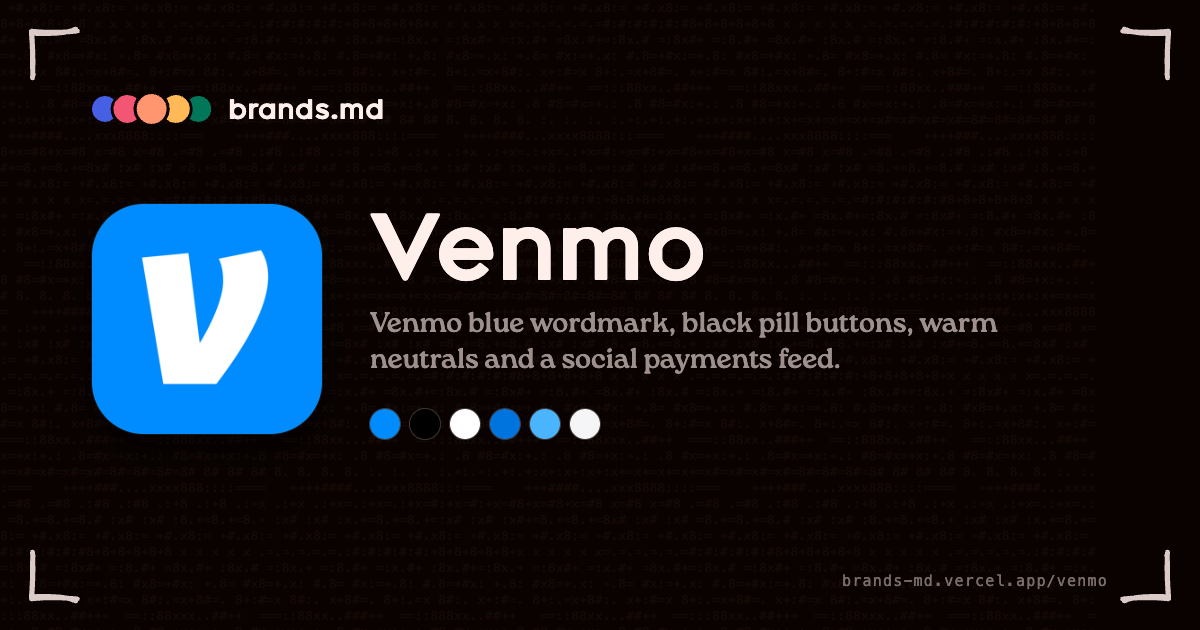 brands.md
Venmo
Venmo blue wordmark, black pill buttons, warm
neutrals and a social payments feed.
brands-md.vercel.app/venmo